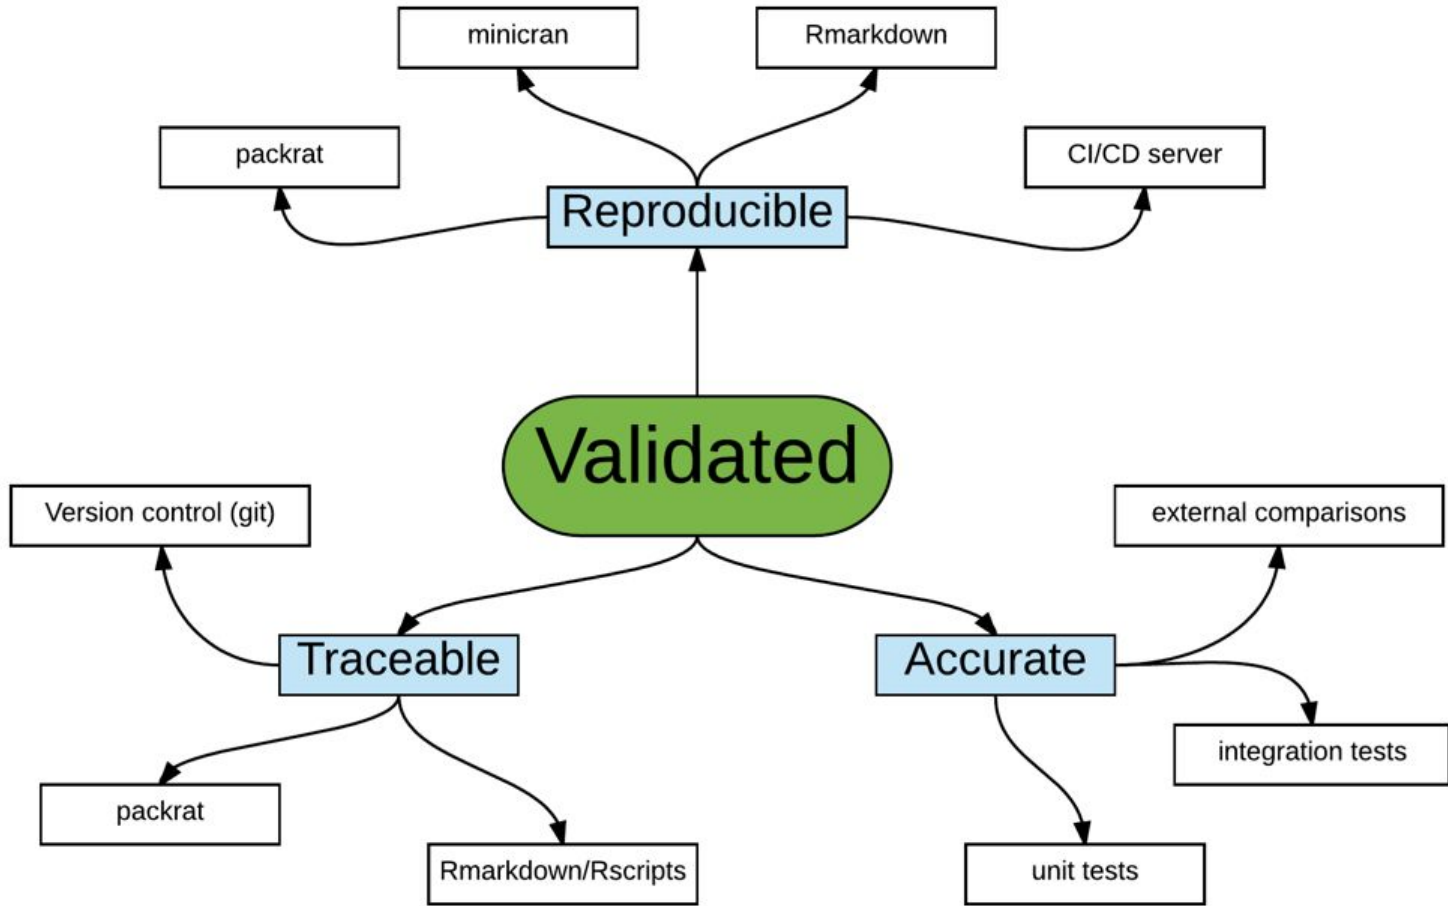 minicran
Rmarkdown
packrat
CI/CD server
Reproducible
Validated
Version control (git)
external comparisons
Traceable
Accurate
integration tests
packrat
Rmarkdown/Rscripts
unit tests